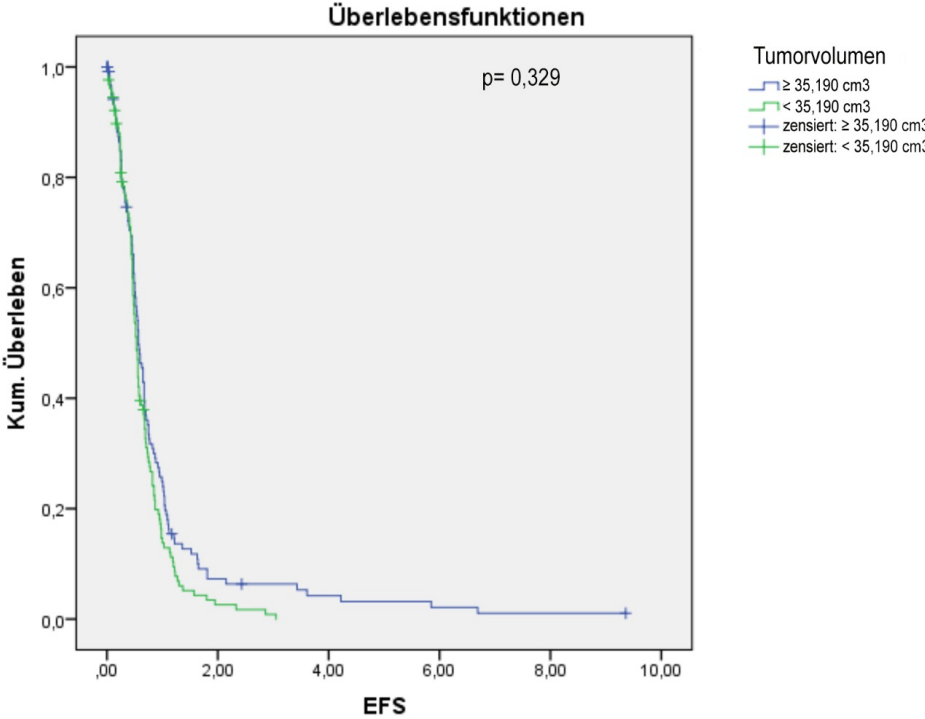 Überlebensfunktionen
p= 0,329
Tumorvolumen
≥ 35,190 cm3
< 35,190 cm3
zensiert: ≥ 35,190 cm3
zensiert: < 35,190 cm3
Kum. Überleben
1,0
0,8
0,6
0,4
0,2
0,0
,00 2,00 4,00 6,00 8,00 10,00
EFS